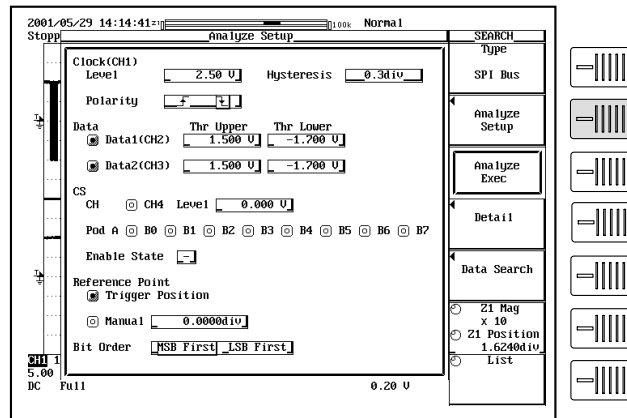 2001/05/29 14:14:41
100k Normal
Stopp
Analyze Setup
SEARCH
Type
SPI Bus
Analyze
Setup
Analyze
Exec
Detail
Data Search
Z1 Mag
x 10
Z1 Position
1.6240div
List
Clock(CH1)
Level 2.50 V Hysteresis 0.3div
Polarity
Data Thr Upper Thr Lower
Data1(CH2) 1.500 V -1.700 V
Data2(CH3) 1.500 V -1.700 V
CS
CH CH4 Level 0.000 V
Pod A B0 B1 B2 B3 B4 B5 B6 B7
Enable State -
Reference Point
Trigger Position
Manual 0.0000div
Bit Order MSB First LSB First
CH1 1
5.00
DC Full 0.20 V